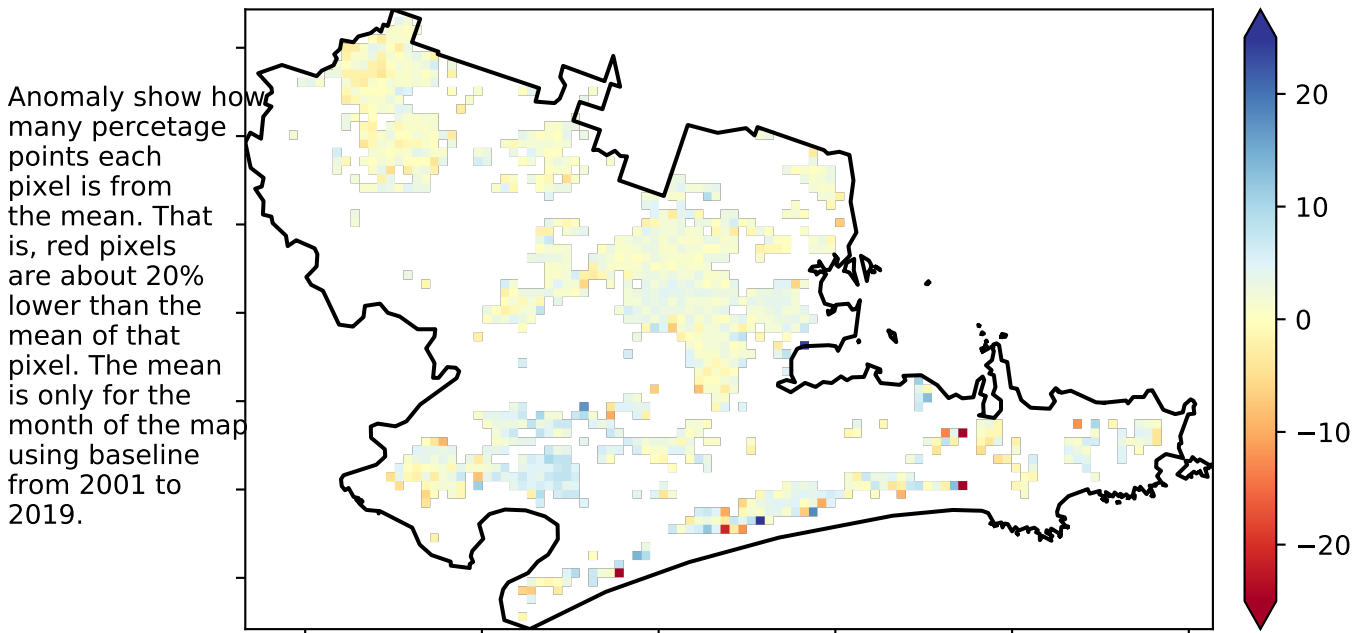 Anomaly show how
many percetage
points each
pixel is from
the mean. That
is, red pixels
are about 20%
lower than the
mean of that
pixel. The mean
is only for the
month of the map
using baseline
from 2001 to
2019.
20
10
0
−10
−20